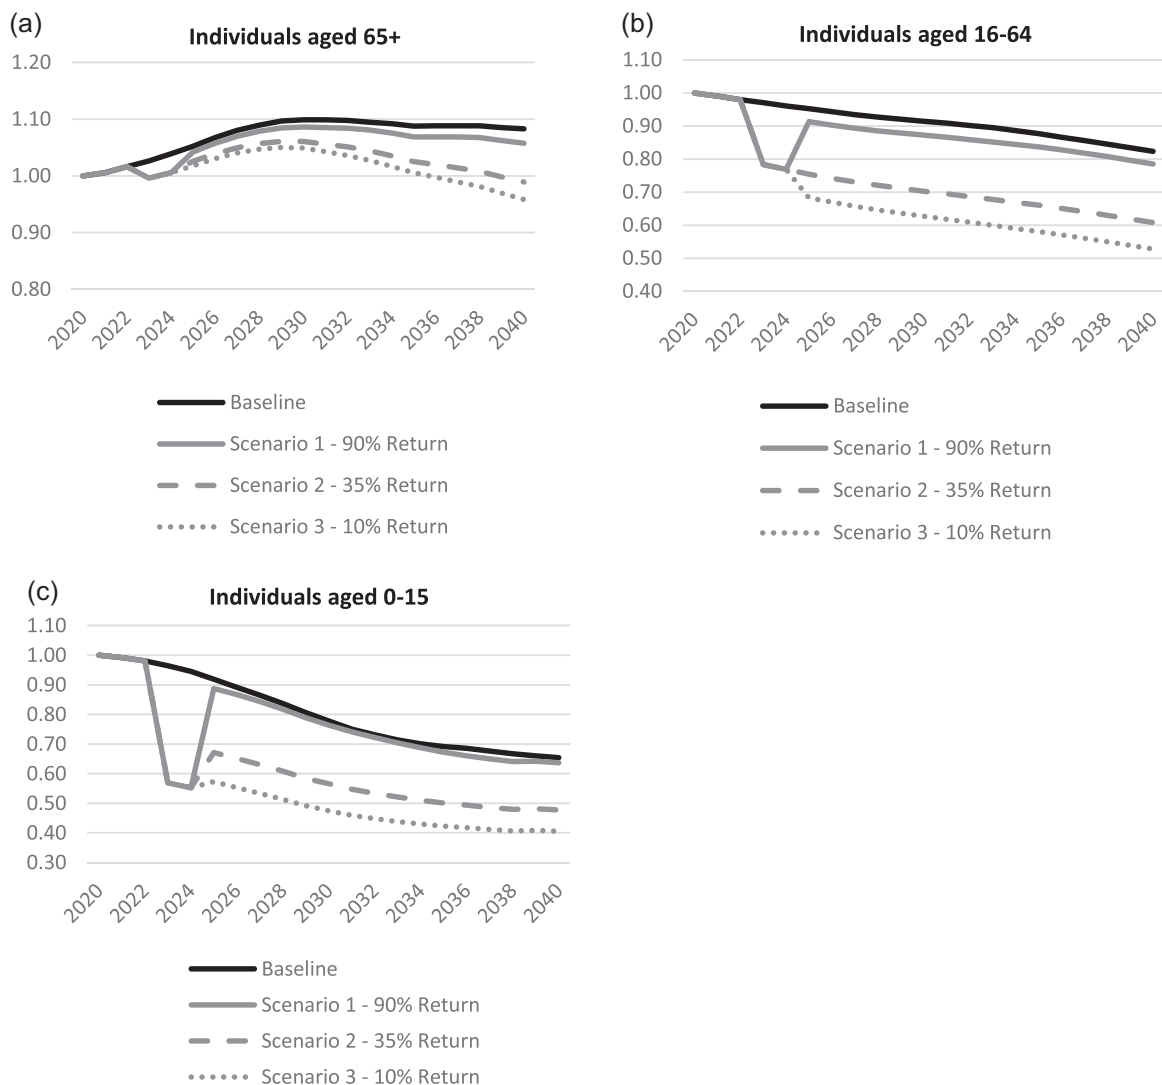 (a)
Individuals aged 65+
1.20
1.10
1.00
0.90
0.80
2020 2022 2024 2026 2028 2030 2032 2034 2036 2038 2040
Baseline
Scenario 1 - 90% Return
Scenario 2 - 35% Return
Scenario 3 - 10% Return
(b)
Individuals aged 16-64
1.10
1.00
0.90
0.80
0.70
0.60
0.50
0.40
2020 2022 2024 2026 2028 2030 2032 2034 2036 2038 2040
Baseline
Scenario 1 - 90% Return
Scenario 2 - 35% Return
Scenario 3 - 10% Return
(c)
Individuals aged 0-15
1.10
1.00
0.90
0.80
0.70
0.60
0.50
0.40
0.30
2020 2022 2024 2026 2028 2030 2032 2034 2036 2038 2040
Baseline
Scenario 1 - 90% Return
Scenario 2 - 35% Return
Scenario 3 - 10% Return